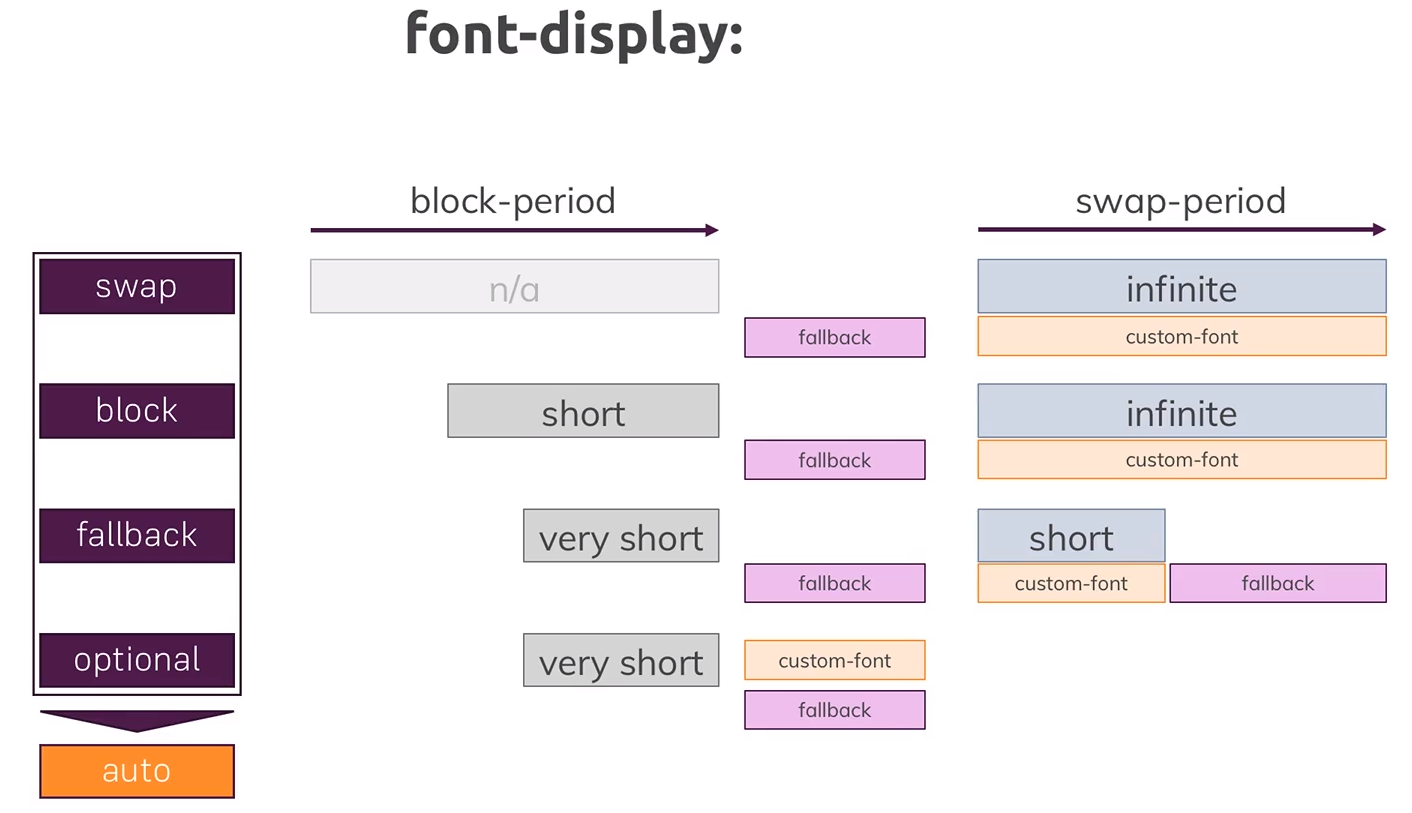 font-display:
block-period
swap-period
swap
n/a
infinite
fallback
custom-font
block
short
infinite
fallback
custom-font
fallback
very short
short
fallback
custom-font
fallback
optional
very short
custom-font
fallback
auto